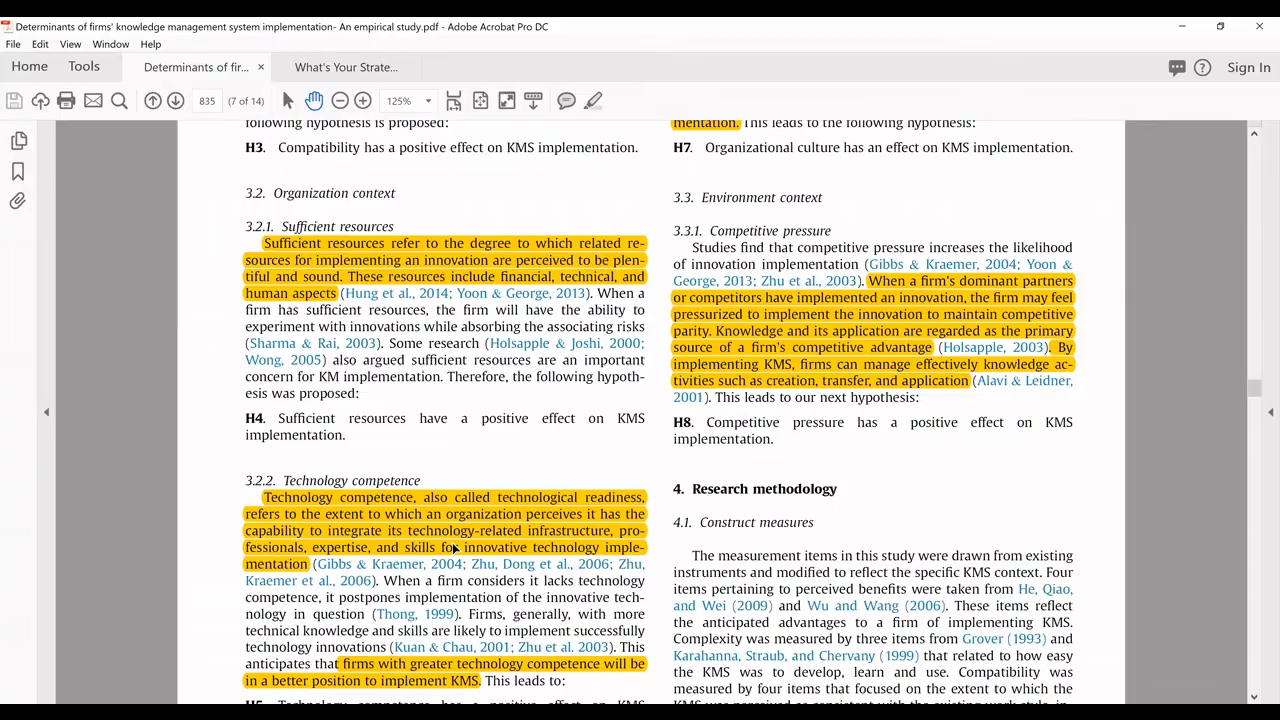 Determinants of firms' knowledge management system implementation- An empirical study.pdf - Adobe Acrobat Pro DC
File Edit View Window Help
Home Tools Determinants of fir... × What's Your Strate... Sign In
835 (7 of 14) 125%
following hypothesis is proposed:
H3. Compatibility has a positive effect on KMS implementation.
3.2. Organization context
3.2.1. Sufficient resources
Sufficient resources refer to the degree to which related re-
sources for implementing an innovation are perceived to be plen-
tiful and sound. These resources include financial, technical, and
human aspects (Hung et al., 2014; Yoon & George, 2013). When a
firm has sufficient resources, the firm will have the ability to
experiment with innovations while absorbing the associating risks
(Sharma & Rai, 2003). Some research (Holsapple & Joshi, 2000;
Wong, 2005) also argued sufficient resources are an important
concern for KM implementation. Therefore, the following hypoth-
esis was proposed:
H4. Sufficient resources have a positive effect on KMS
implementation.
3.2.2. Technology competence
Technology competence, also called technological readiness,
refers to the extent to which an organization perceives it has the
capability to integrate its technology-related infrastructure, pro-
fessionals, expertise, and skills for innovative technology imple-
mentation (Gibbs & Kraemer, 2004; Zhu, Dong et al., 2006; Zhu,
Kraemer et al., 2006). When a firm considers it lacks technology
competence, it postpones implementation of the innovative tech-
nology in question (Thong, 1999). Firms, generally, with more
technical knowledge and skills are likely to implement successfully
technology innovations (Kuan & Chau, 2001; Zhu et al. 2003). This
anticipates that firms with greater technology competence will be
in a better position to implement KMS. This leads to:
H5. Technology competence has a positive effect on KMS
mentation. This leads to the following hypothesis:
H7. Organizational culture has an effect on KMS implementation.
3.3. Environment context
3.3.1. Competitive pressure
Studies find that competitive pressure increases the likelihood
of innovation implementation (Gibbs & Kraemer, 2004; Yoon &
George, 2013; Zhu et al., 2003). When a firm's dominant partners
or competitors have implemented an innovation, the firm may feel
pressurized to implement the innovation to maintain competitive
parity. Knowledge and its application are regarded as the primary
source of a firm's competitive advantage (Holsapple, 2003). By
implementing KMS, firms can manage effectively knowledge ac-
tivities such as creation, transfer, and application (Alavi & Leidner,
2001). This leads to our next hypothesis:
H8. Competitive pressure has a positive effect on KMS
implementation.
4. Research methodology
4.1. Construct measures
The measurement items in this study were drawn from existing
instruments and modified to reflect the specific KMS context. Four
items pertaining to perceived benefits were taken from He, Qiao,
and Wei (2009) and Wu and Wang (2006). These items reflect
the anticipated advantages to a firm of implementing KMS.
Complexity was measured by three items from Grover (1993) and
Karahanna, Straub, and Chervany (1999) that related to how easy
the KMS was to develop, learn and use. Compatibility was
measured by four items that focused on the extent to which the